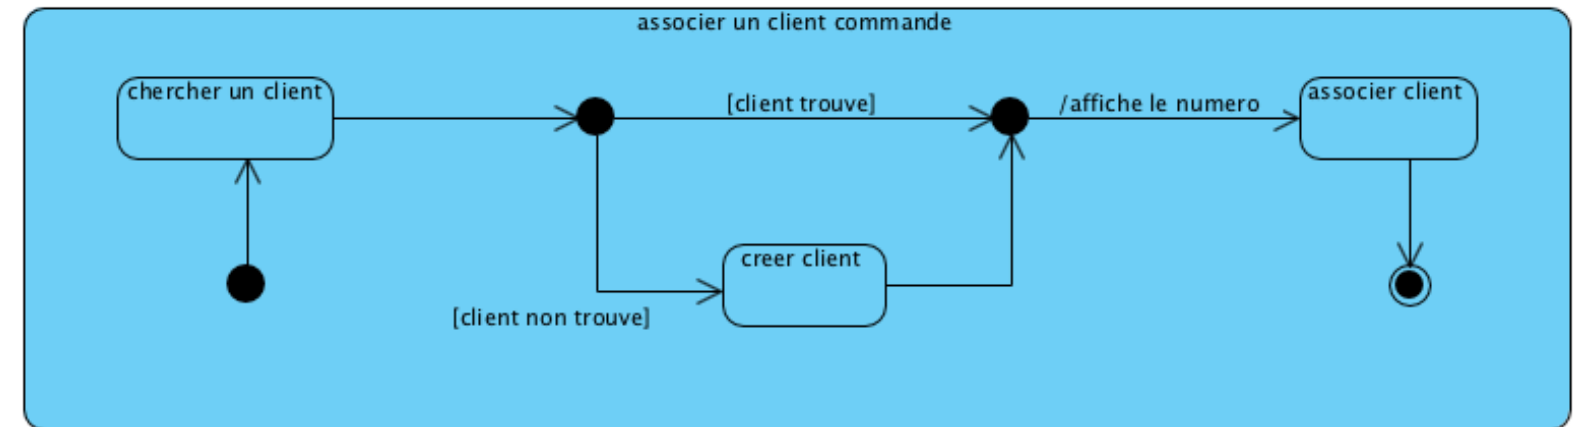 associer un client commande
chercher un client
[client trouve]
/affiche le numero
associer client
creer client
[client non trouve]